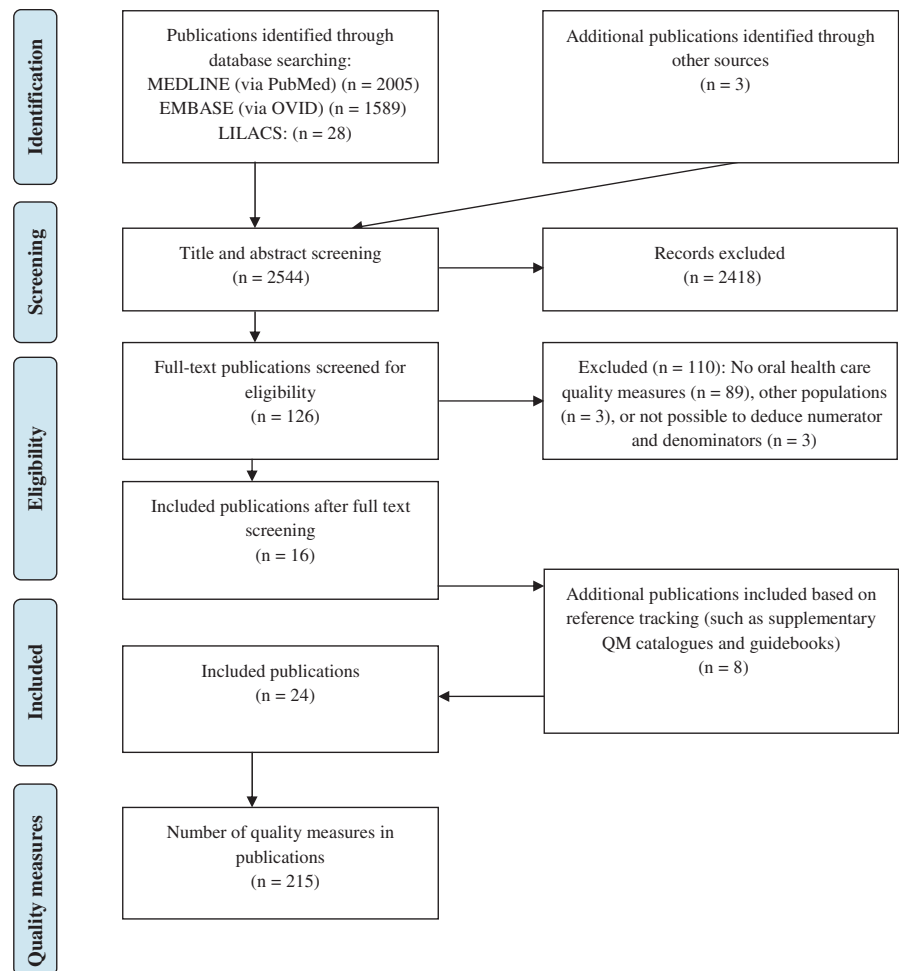 Identification
Publications identified through
database searching:
MEDLINE (via PubMed) (n = 2005)
EMBASE (via OVID) (n = 1589)
LILACS: (n = 28)
Additional publications identified through
other sources
(n = 3)
Screening
Title and abstract screening
(n = 2544)
Records excluded
(n = 2418)
Eligibility
Full-text publications screened for
eligibility
(n = 126)
Excluded (n = 110): No oral health care
quality measures (n = 89), other populations
(n = 3), or not possible to deduce numerator
and denominators (n = 3)
Included publications after full text
screening
(n = 16)
Additional publications included based on
reference tracking (such as supplementary
QM catalogues and guidebooks)
(n = 8)
Included
Included publications
(n = 24)
Quality measures
Number of quality measures in
publications
(n = 215)